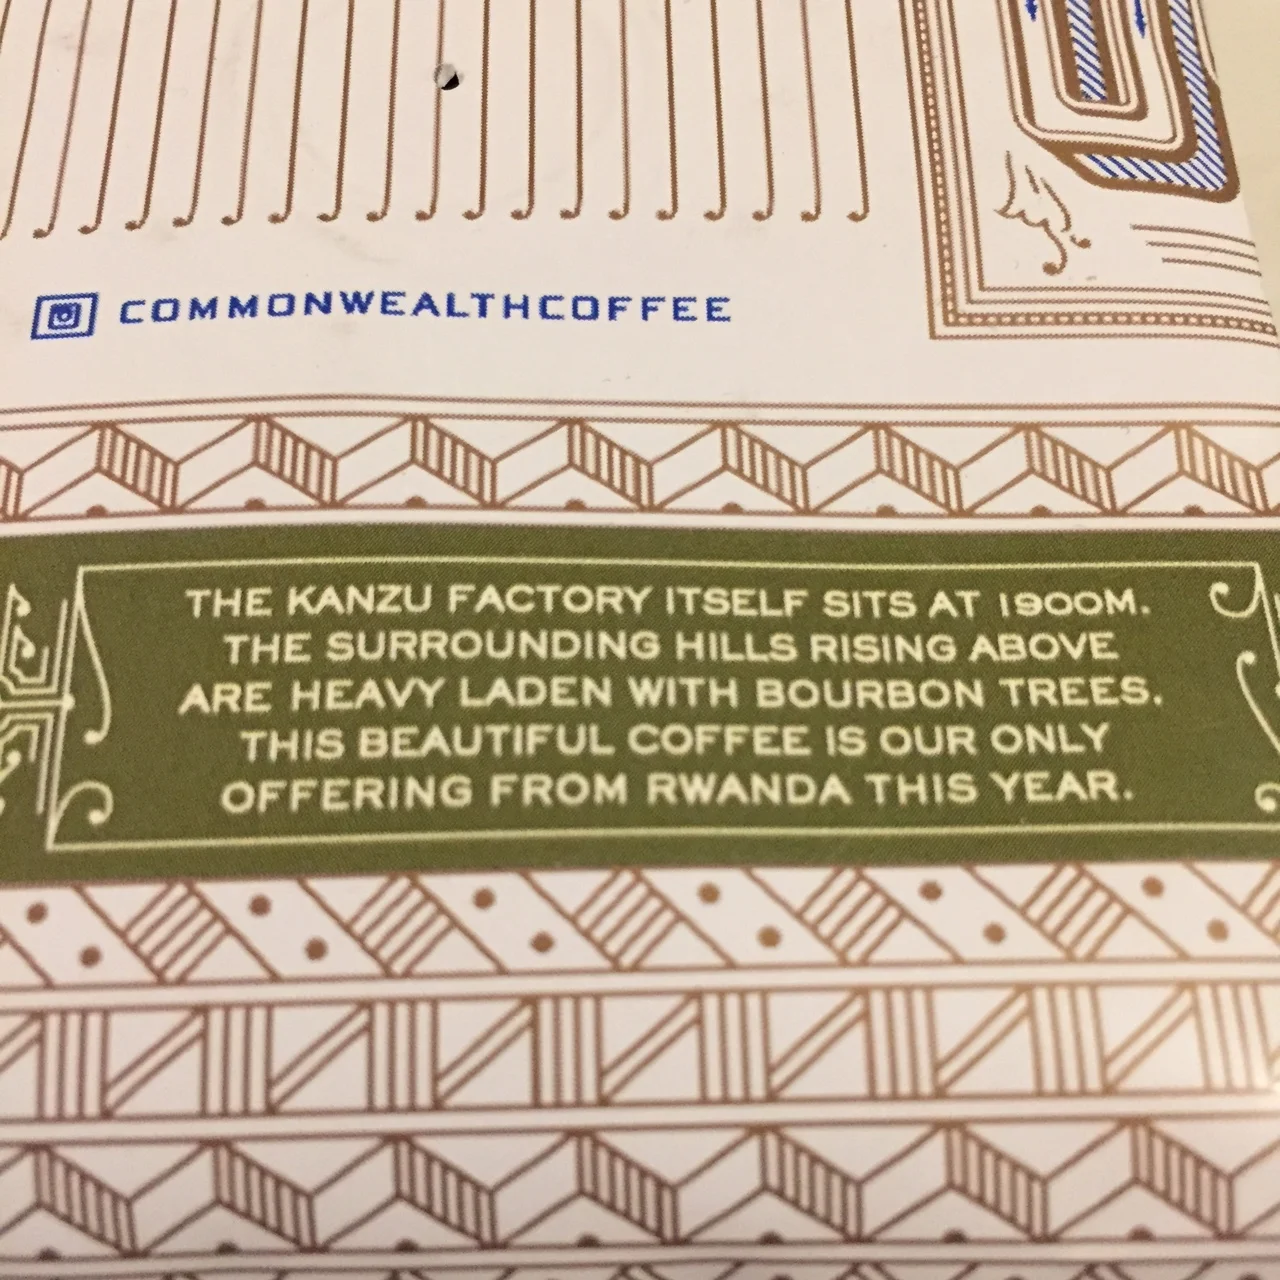 COMMONWEALTHCOFFEE
THE KANZU FACTORY ITSELF SITS AT 1900M.
THE SURROUNDING HILLS RISING ABOVE
ARE HEAVY LADEN WITH BOURBON TREES.
THIS BEAUTIFUL COFFEE IS OUR ONLY
OFFERING FROM RWANDA THIS YEAR.